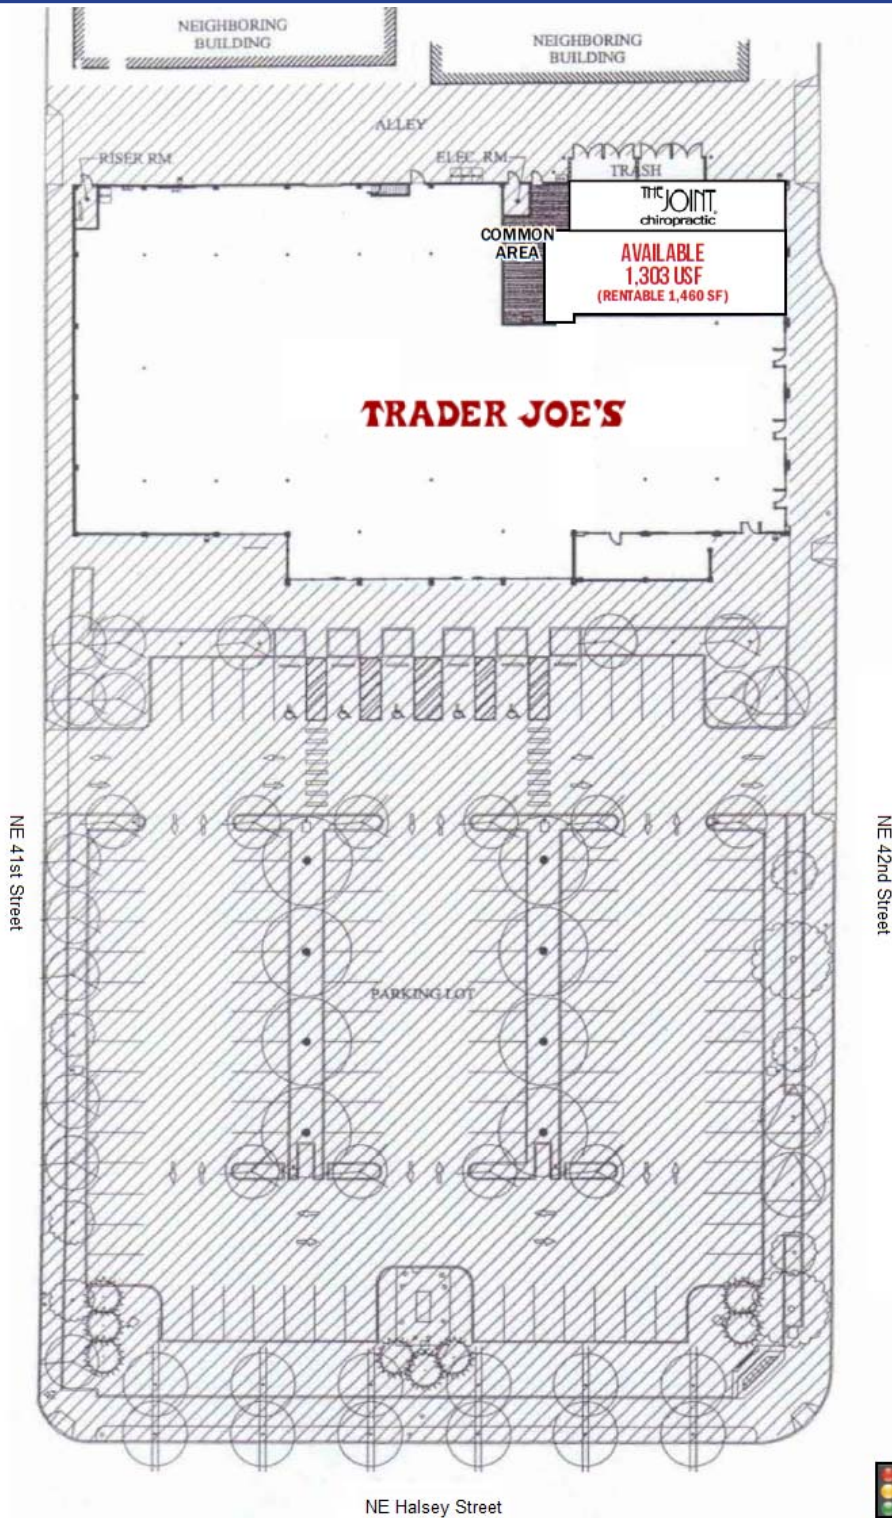 NEIGHBORING
BUILDING
NEIGHBORING
BUILDING
ALLEY
RISER RM.
ELEC. RM.
TRASH
THE JOINT
chiropractic
COMMON
AREA
AVAILABLE
1,303 USF
(RENTABLE 1,460 SF)
TRADER JOE'S
NE 41st Street
NE 42nd Street
PARKING LOT
NE Halsey Street